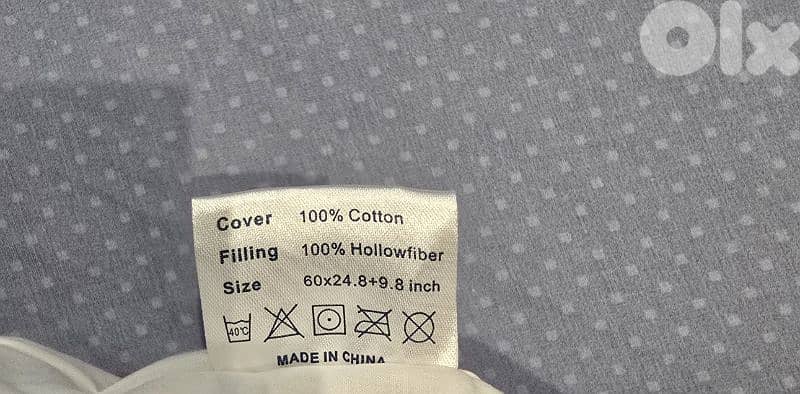 Olx
Cover 100% Cotton
Filling 100% Hollowfiber
Size 60x24.8+9.8 inch
40°C
MADE IN CHINA